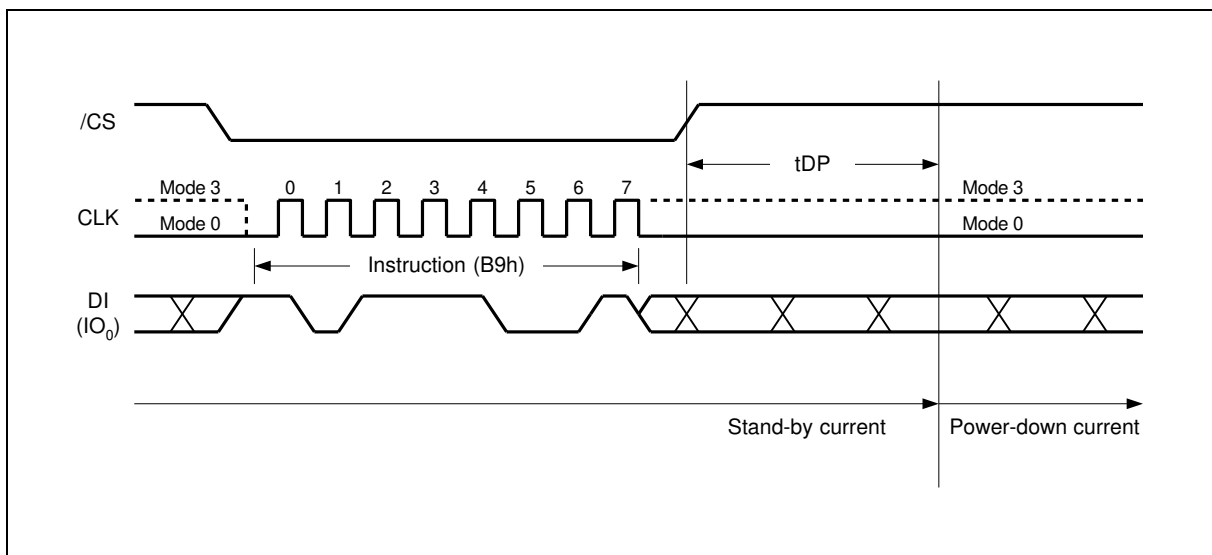 /CS
tDP
Mode 3 0 1 2 3 4 5 6 7 Mode 3
CLK
Mode 0 Mode 0
Instruction (B9h)
DI
(IO0)
Stand-by current Power-down current